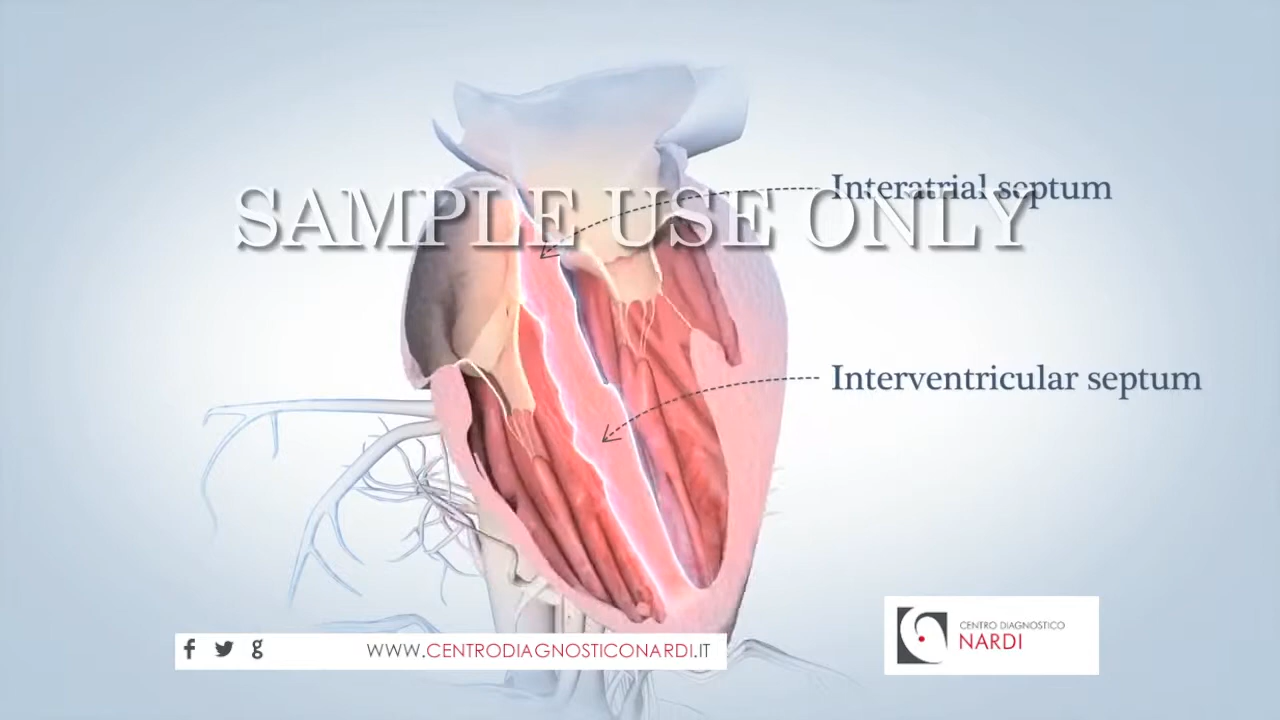 Interatrial septum
SAMPLE USE ONLY
Interventricular septum
f g
WWW.CENTRODIAGNOSTICONARDI.IT
CENTRO DIAGNOSTICO
NARDI